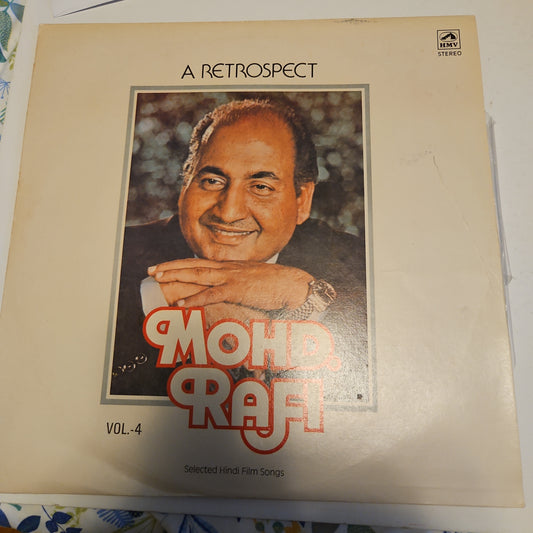 HMV
STEREO
A RETROSPECT
MOHD.
RAFI
VOL.-4
Selected Hindi Film Songs